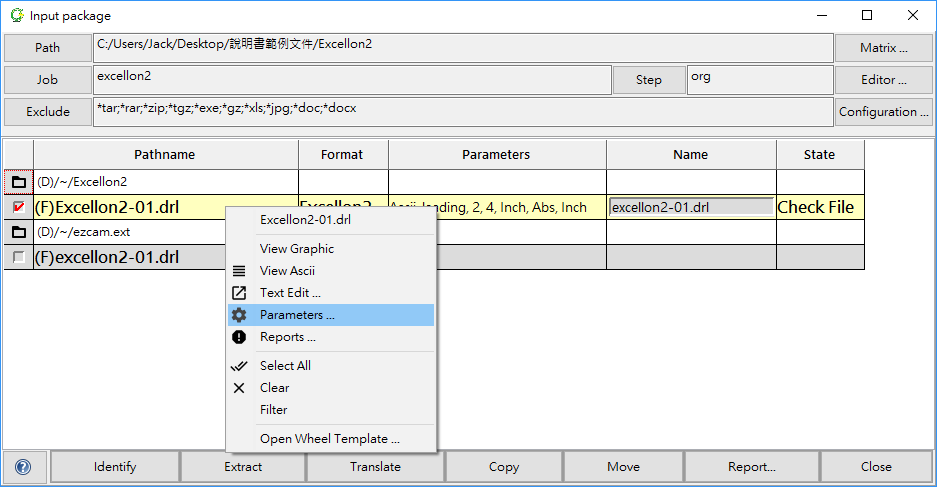 Input package
Path C:/Users/Jack/Desktop/說明書範例文件/Excellon2 Matrix ...
Job excellon2 Step org Editor ...
Exclude *tar;*rar;*zip;*tgz;*exe;*gz;*xls;*jpg;*doc;*docx Configuration ...
Pathname Format Parameters Name State
(D)/~/Excellon2
(F)Excellon2-01.drl Excellon2 Ascii, leading, 2, 4, Inch, Abs, Inch excellon2-01.drl Check File
(D)/~/ezcam.ext
(F)excellon2-01.drl
Excellon2-01.drl
View Graphic
View Ascii
Text Edit ...
Parameters ...
Reports ...
Select All
Clear
Filter
Open Wheel Template ...
Identify Extract Translate Copy Move Report... Close